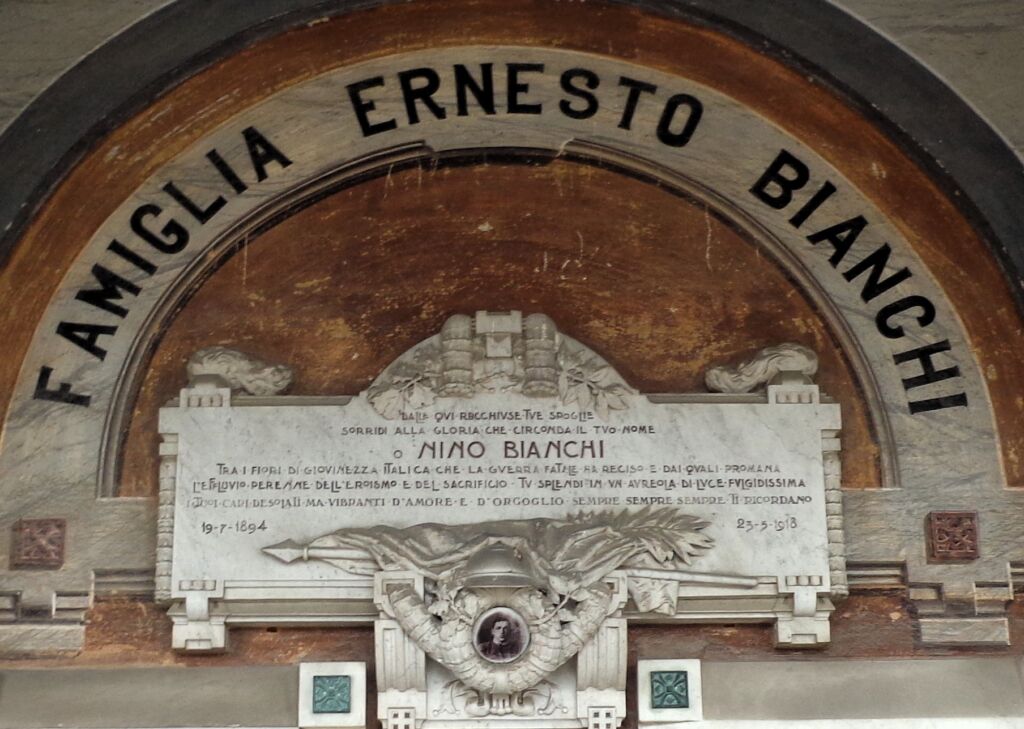 FAMIGLIA ERNESTO BIANCHI
DALLE QVI RACCHIVSE TVE SPOGLIE
SORRIDI ALLA GLORIA CHE CIRCONDA IL TVO NOME
O NINO BIANCHI
TRA I FIORI DI GIOVINEZZA ITALICA CHE LA GVERRA FATALE HA RECISO E DAI QVALI PROMANA
L'EFFLUVIO PERENNE DELL'EROISMO E DEL SACRIFICIO - TV SPLENDI IN VN AVREOLA DI LVCE FVLGIDISSIMA
I TUOI CARI DESOLATI MA VIBRANTI D'AMORE E D'ORGOGLIO SEMPRE SEMPRE SEMPRE TI RICORDANO
19-7-1894 23-5-1918